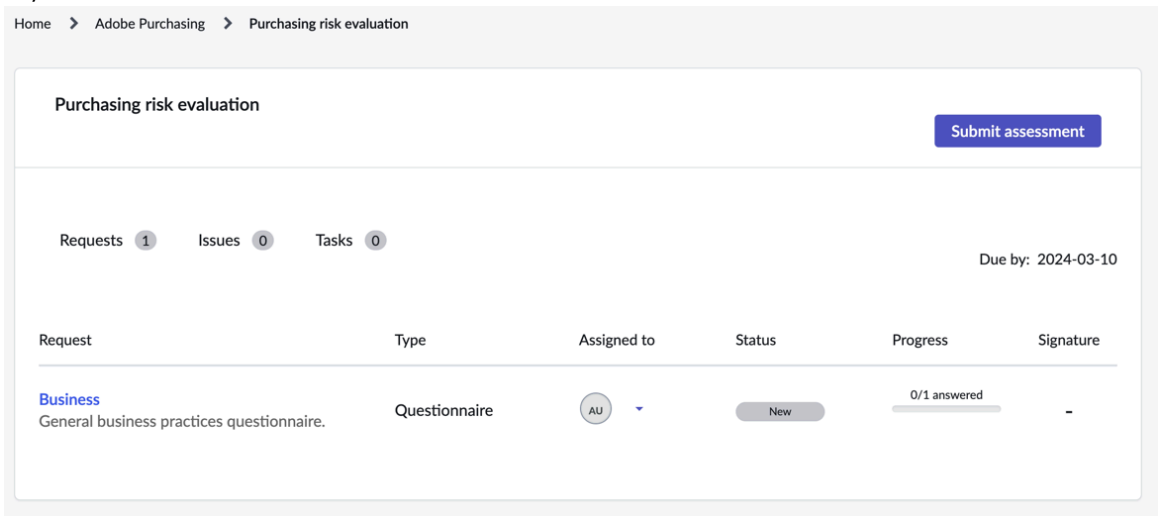 Home > Adobe Purchasing > Purchasing risk evaluation
Purchasing risk evaluation
Submit assessment
Requests 1 Issues 0 Tasks 0
Due by: 2024-03-10
Request Type Assigned to Status Progress Signature
Business
General business practices questionnaire.
Questionnaire
AU
New
0/1 answered
-